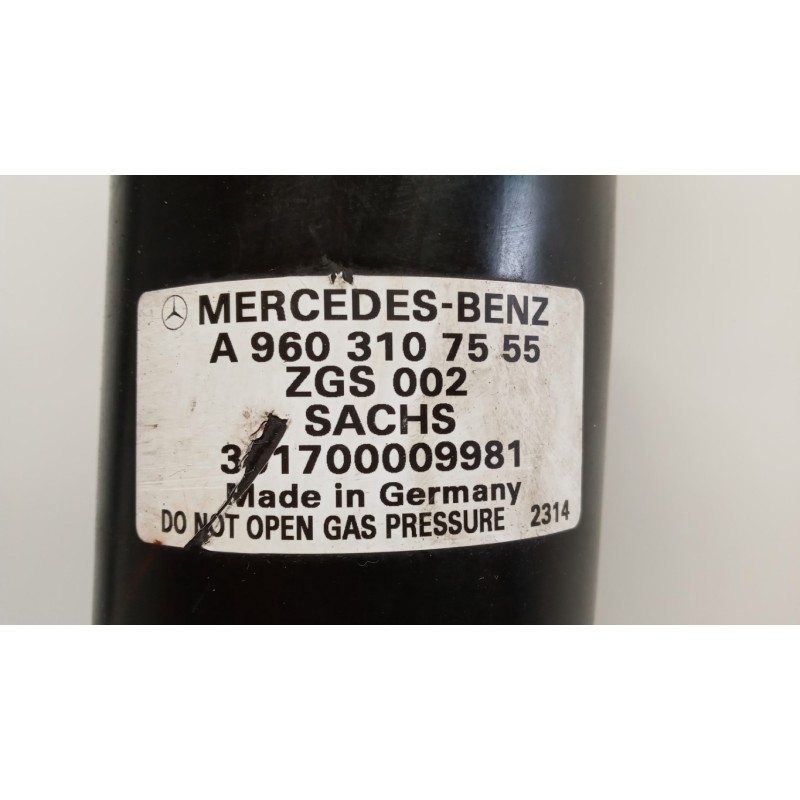 MERCEDES-BENZ
A 960 310 75 55
ZGS 002
SACHS
Made in Germany
DO NOT OPEN GAS PRESSURE 2314